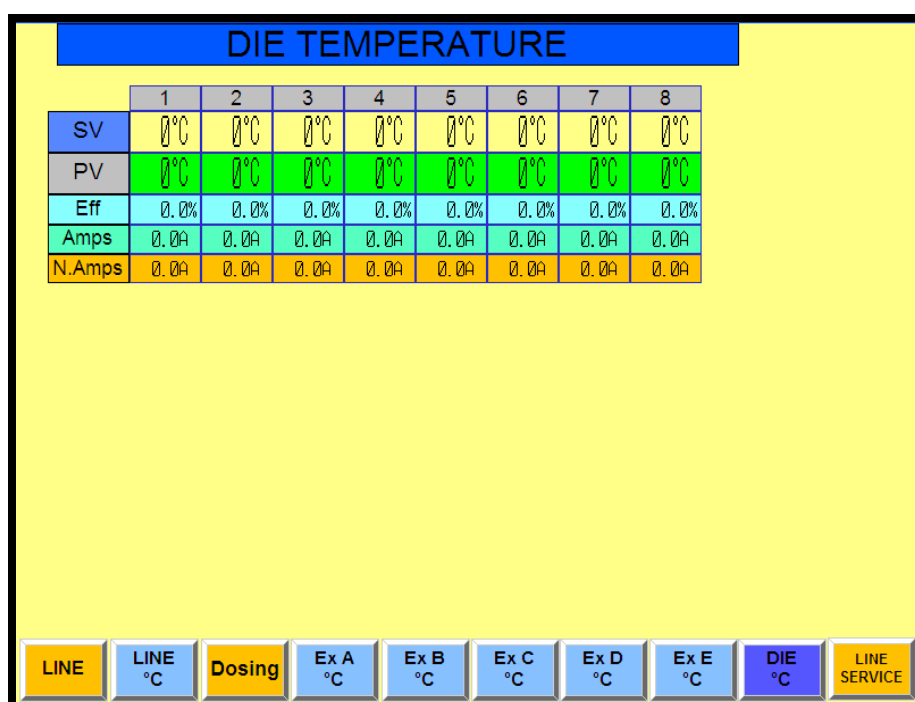 DIE TEMPERATURE
1 2 3 4 5 6 7 8
SV 0°C 0°C 0°C 0°C 0°C 0°C 0°C 0°C
PV 0°C 0°C 0°C 0°C 0°C 0°C 0°C 0°C
Eff 0.0% 0.0% 0.0% 0.0% 0.0% 0.0% 0.0% 0.0%
Amps 0.0A 0.0A 0.0A 0.0A 0.0A 0.0A 0.0A 0.0A
N.Amps 0.0A 0.0A 0.0A 0.0A 0.0A 0.0A 0.0A 0.0A
LINE
LINE
°C
Dosing
Ex A
°C
Ex B
°C
Ex C
°C
Ex D
°C
Ex E
°C
DIE
°C
LINE
SERVICE